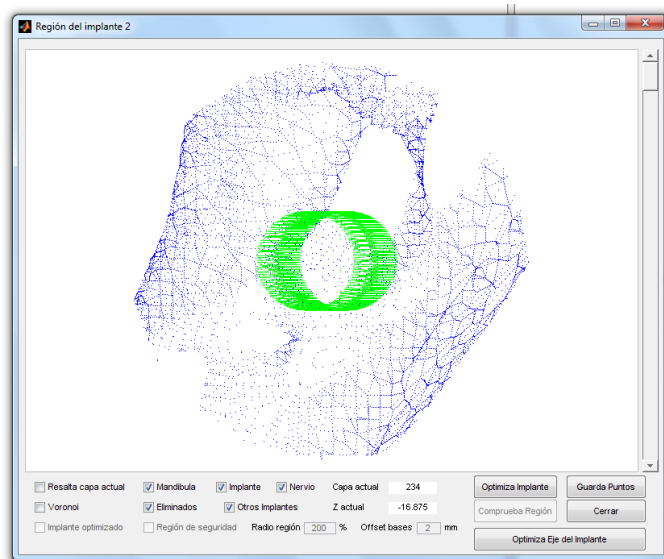 Región del implante 2
Resalta capa actual Mandibula Implante Nervio Capa actual 234 Optimiza Implante Guarda Puntos
Voronoi Eliminados Otros Implantes Z actual -16.875 Comprueba Región Cerrar
Implante optimizado Región de seguridad Radio región 200 % Offset bases 2 mm
Optimiza Eje del Implante